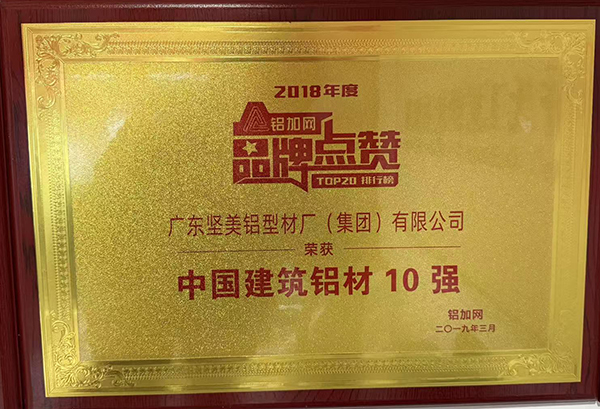 2018年度
铝加网
品牌点赞
TOP20 排行榜
广东坚美铝型材厂（集团）有限公司
荣获
中国建筑铝材 10 强
铝加网
二〇一九年三月